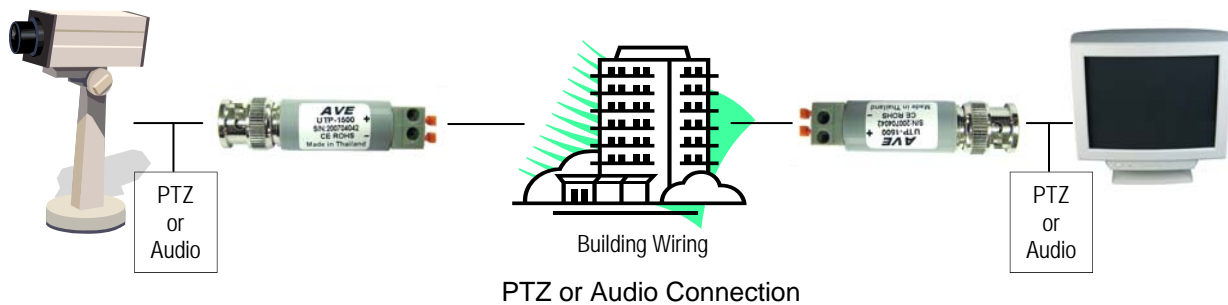 AVE
UTP-1500 +
S/N:200704042 -
CE ROHS
Made in Thailand
AVE
UTP-1500 +
S/N:200704042 -
CE ROHS
Made in Thailand
PTZ
or
Audio
Building Wiring
PTZ
or
Audio
PTZ or Audio Connection